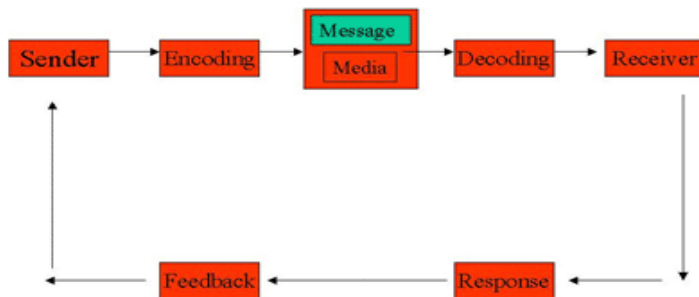 Message
Sender
Encoding
Media
Decoding
Receiver
Feedback
Response